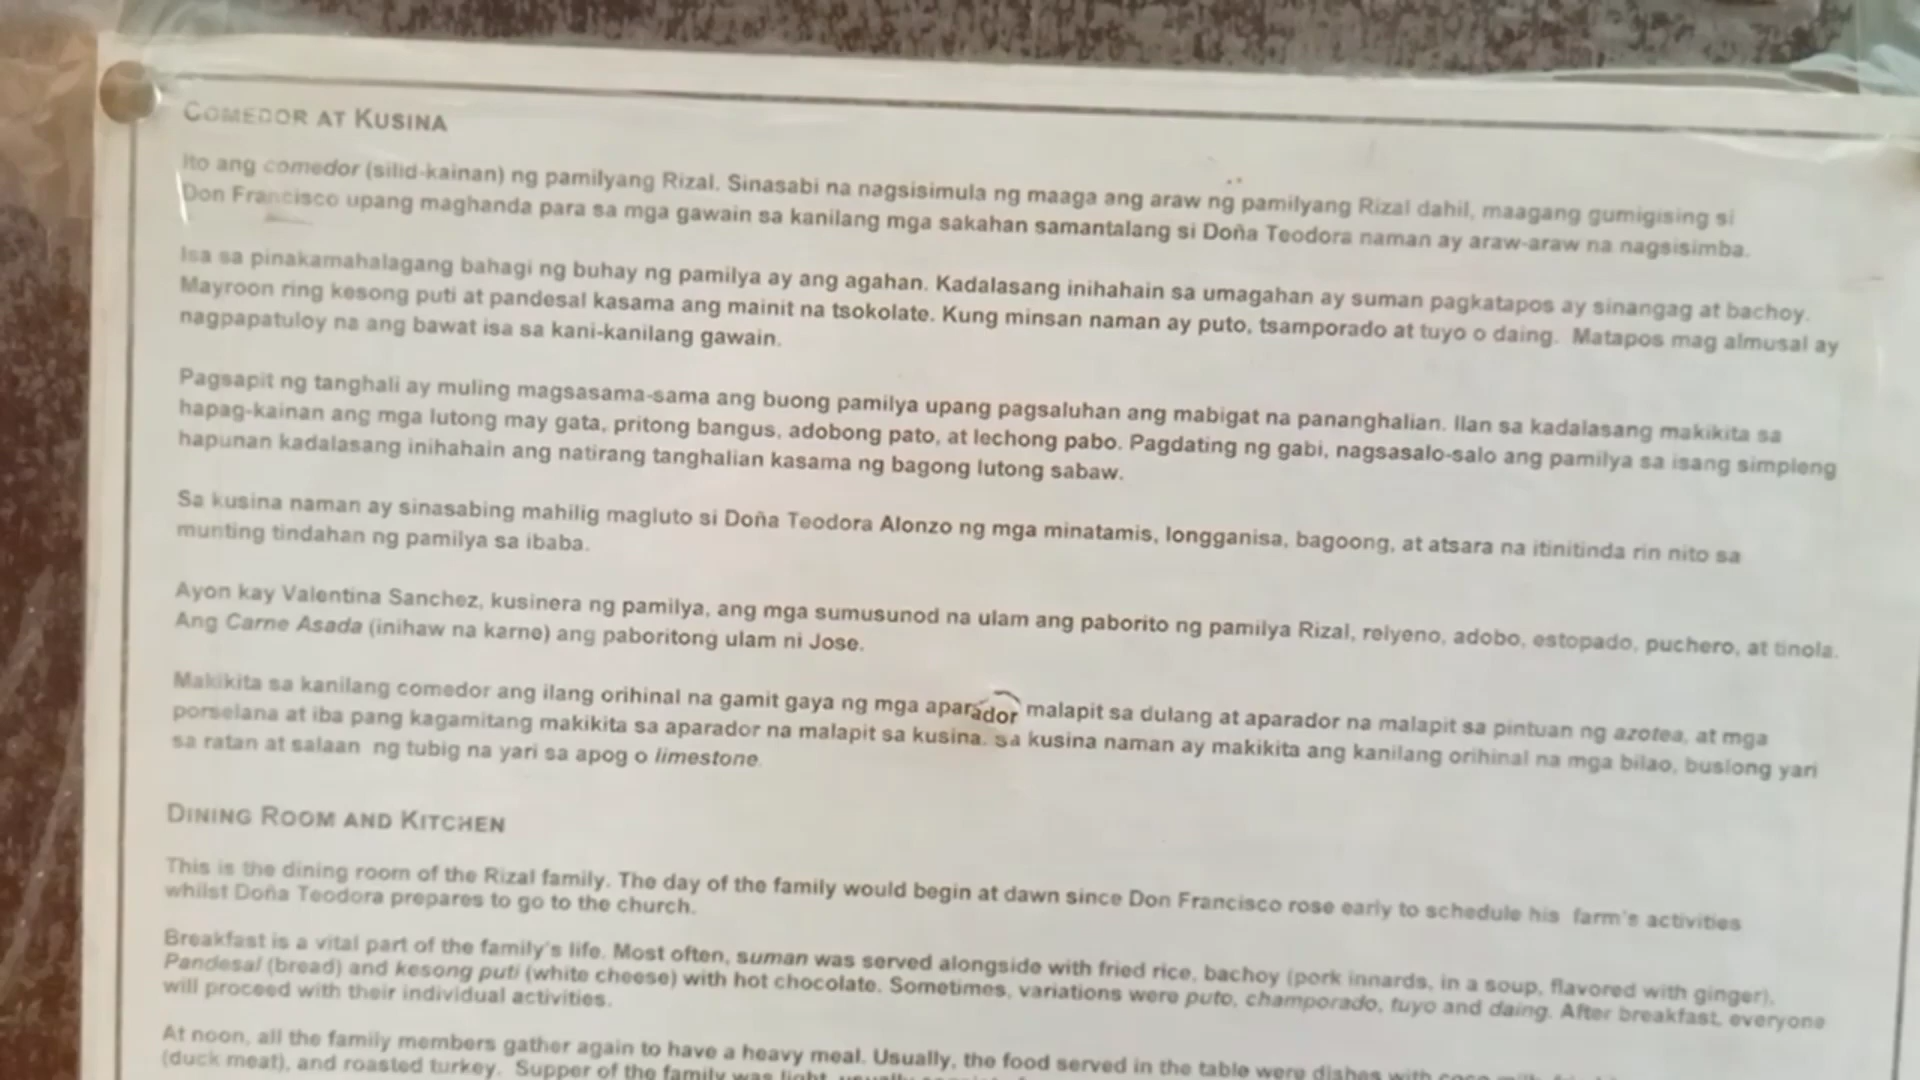 COMEDOR AT KUSINA
Ito ang comedor (silid-kainan) ng pamilyang Rizal. Sinasabi na nagsisimula ng maaga ang araw ng pamilyang Rizal dahil, maagang gumigising si
Don Francisco upang maghanda para sa mga gawain sa kanilang mga sakahan samantalang si Doña Teodora naman ay araw-araw na nagsisimba.
Isa sa pinakamahalagang bahagi ng buhay ng pamilya ay ang agahan. Kadalasang inihahain sa umagahan ay suman pagkatapos ay sinangag at bachoy.
Mayroon ring kesong puti at pandesal kasama ang mainit na tsokolate. Kung minsan naman ay puto, tsamporado at tuyo o daing. Matapos mag almusal ay
nagpapatuloy na ang bawat isa sa kani-kanilang gawain.
Pagsapit ng tanghali ay muling magsasama-sama ang buong pamilya upang pagsaluhan ang mabigat na pananghalian. Ilan sa kadalasang makikita sa
hapag-kainan ang mga lutong may gata, pritong bangus, adobong pato, at lechong pabo. Pagdating ng gabi, nagsasalo-salo ang pamilya sa isang simpleng
hapunan kadalasang inihahain ang natirang tanghalian kasama ng bagong lutong sabaw.
Sa kusina naman ay sinasabing mahilig magluto si Doña Teodora Alonzo ng mga minatamis, longganisa, bagoong, at atsara na itinitinda rin nito sa
munting tindahan ng pamilya sa ibaba.
Ayon kay Valentina Sanchez, kusinera ng pamilya, ang mga sumusunod na ulam ang paborito ng pamilya Rizal, relyeno, adobo, estopado, puchero, at tinola.
Ang Carne Asada (inihaw na karne) ang paboritong ulam ni Jose.
Makikita sa kanilang comedor ang ilang orihinal na gamit gaya ng mga aparador malapit sa dulang at aparador na malapit sa pintuan ng azotea, at mga
porselana at iba pang kagamitang makikita sa aparador na malapit sa kusina. Sa kusina naman ay makikita ang kanilang orihinal na mga bilao, buslong yari
sa ratan at salaan ng tubig na yari sa apog o limestone.
DINING ROOM AND KITCHEN
This is the dining room of the Rizal family. The day of the family would begin at dawn since Don Francisco rose early to schedule his farm's activities
whilst Doña Teodora prepares to go to the church.
Breakfast is a vital part of the family's life. Most often, suman was served alongside with fried rice, bachoy (pork innards, in a soup, flavored with ginger).
Pandesal (bread) and kesong puti (white cheese) with hot chocolate. Sometimes, variations were puto, champorado, tuyo and daing. After breakfast, everyone
will proceed with their individual activities.
At noon, all the family members gather again to have a heavy meal. Usually, the food served in the table were dishes with
(duck meat), and roasted turkey. Supper of the family was light, usually